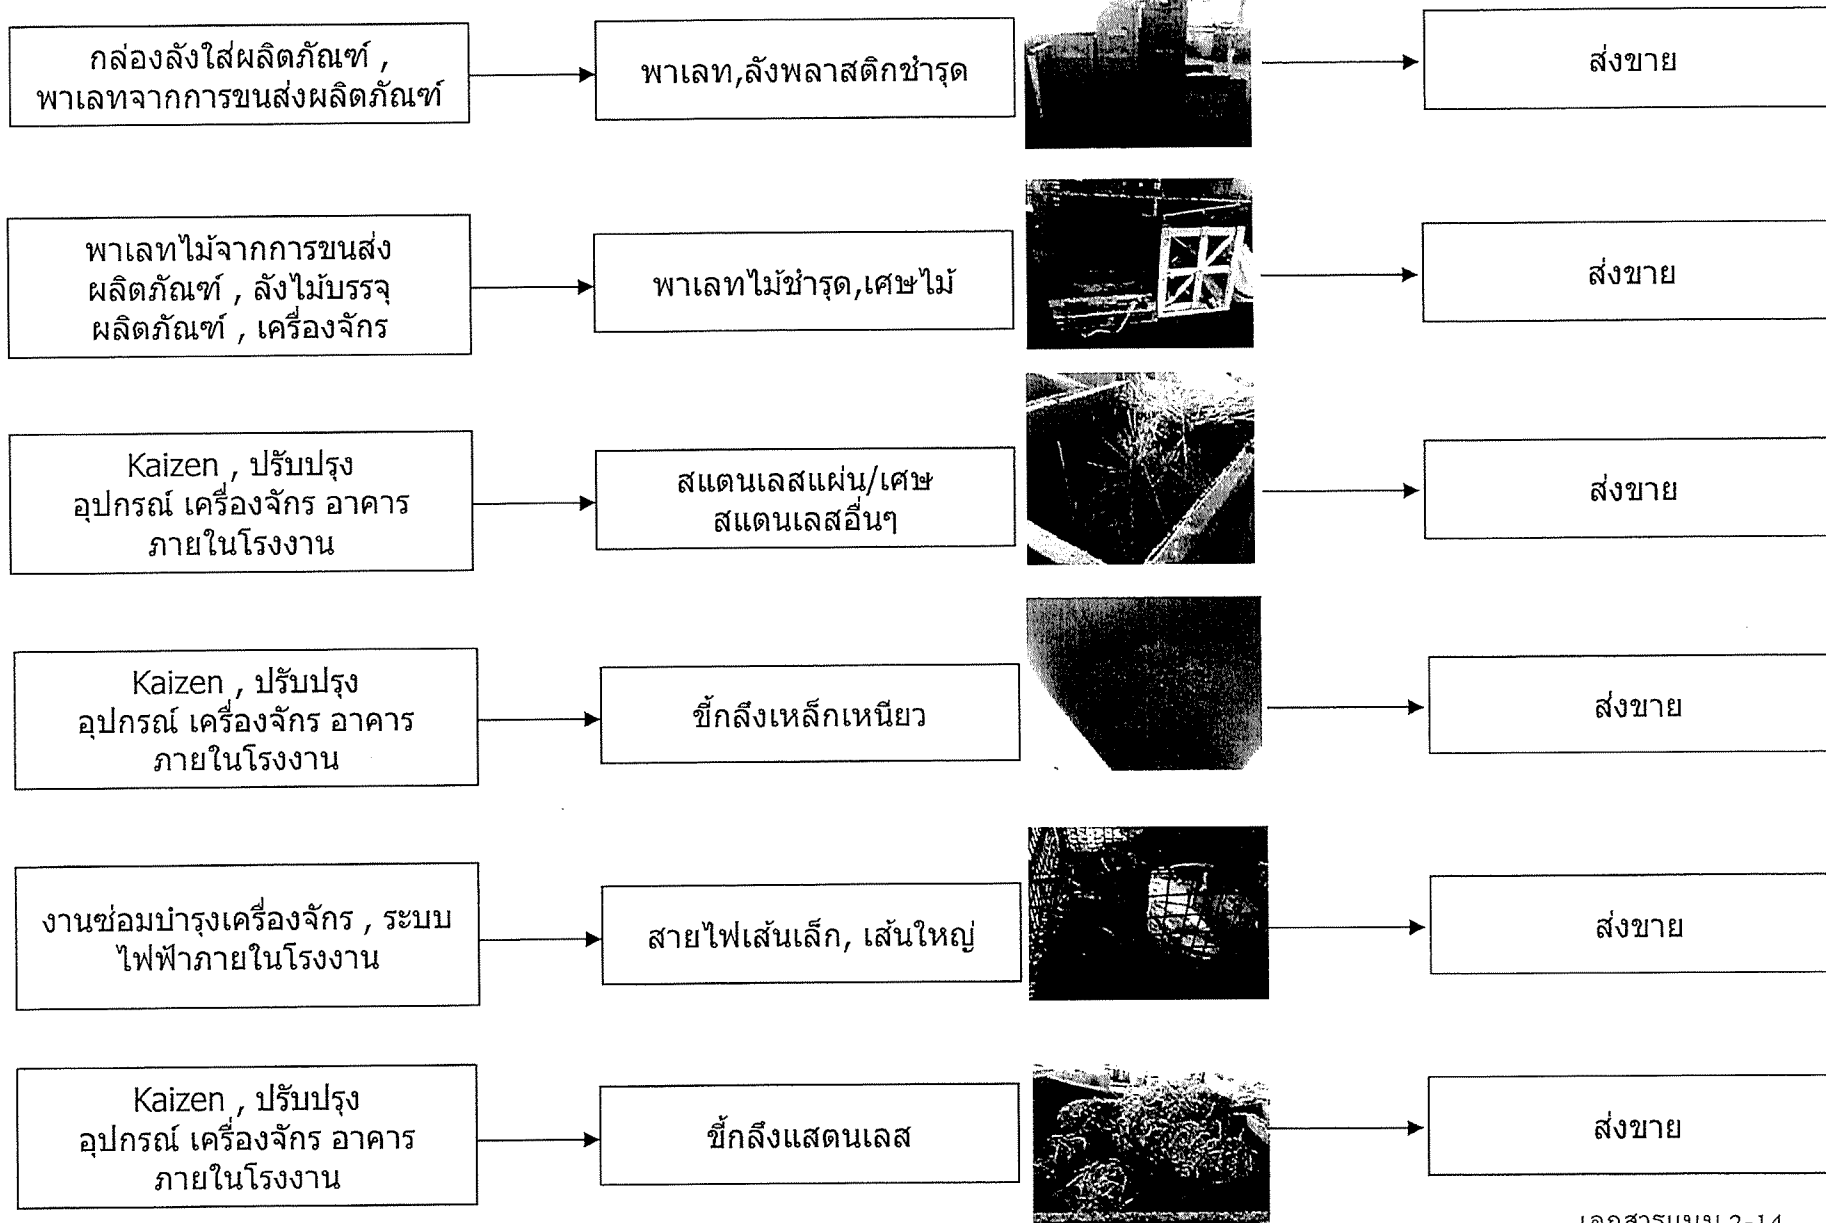 กล่องลังใส่ผลิตภัณฑ์ ,
พาเลทจากการขนส่งผลิตภัณฑ์
พาเลท,ลังพลาสติกชำรุด
ส่งขาย
พาเลทไม้จากการขนส่ง
ผลิตภัณฑ์ , ลังไม้บรรจุ
ผลิตภัณฑ์ , เครื่องจักร
พาเลทไม้ชำรุด,เศษไม้
ส่งขาย
Kaizen , ปรับปรุง
อุปกรณ์ เครื่องจักร อาคาร
ภายในโรงงาน
สแตนเลสแผ่น/เศษ
สแตนเลสอื่นๆ
ส่งขาย
Kaizen , ปรับปรุง
อุปกรณ์ เครื่องจักร อาคาร
ภายในโรงงาน
ขี้กลึงเหล็กเหนียว
ส่งขาย
งานซ่อมบำรุงเครื่องจักร , ระบบ
ไฟฟ้าภายในโรงงาน
สายไฟเส้นเล็ก, เส้นใหญ่
ส่งขาย
Kaizen , ปรับปรุง
อุปกรณ์ เครื่องจักร อาคาร
ภายในโรงงาน
ขี้กลึงแสตนเลส
ส่งขาย
เอกสารแนบ 2-14